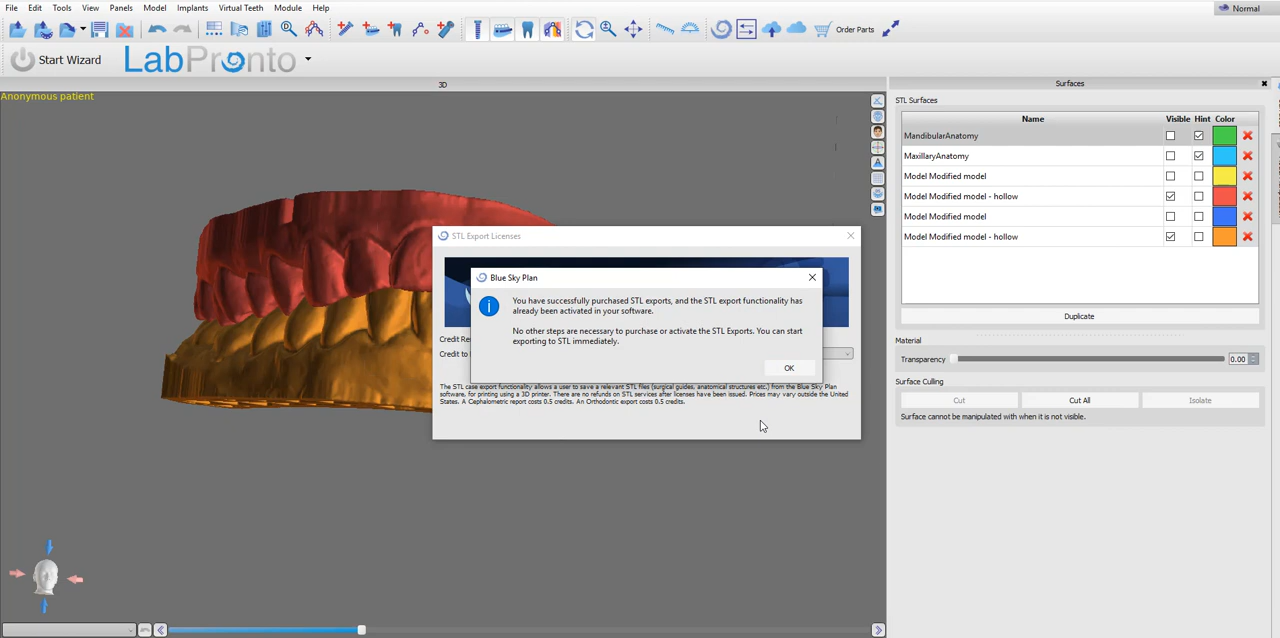 File Edit Tools View Panels Model Implants Virtual Teeth Module Help
Normal
Order Parts
Start Wizard LabPronto
3D
Surfaces
Anonymous patient
STL Surfaces
Name Visible Hint Color
MandibularAnatomy
MaxillaryAnatomy
Model Modified model
Model Modified model - hollow
Model Modified model
Model Modified model - hollow
Duplicate
Material
Transparency 0.00
Surface Culling
Cut Cut All Isolate
Surface cannot be manipulated with when it is not visible.
STL Export Licenses
Blue Sky Plan
You have successfully purchased STL exports, and the STL export functionality has
already been activated in your software.
No other steps are necessary to purchase or activate the STL Exports. You can start
exporting to STL immediately.
OK
Credit
Credit to
The STL case export functionality allows a user to save a relevant STL files (surgical guides, anatomical structures etc.) from the Blue Sky Plan
software, for printing using a 3D printer. There are no refunds on STL services after licenses have been issued. Prices may vary outside the United
States. A Cephalometric report costs 0.5 credits. An Orthodontic export costs 0.5 credits.